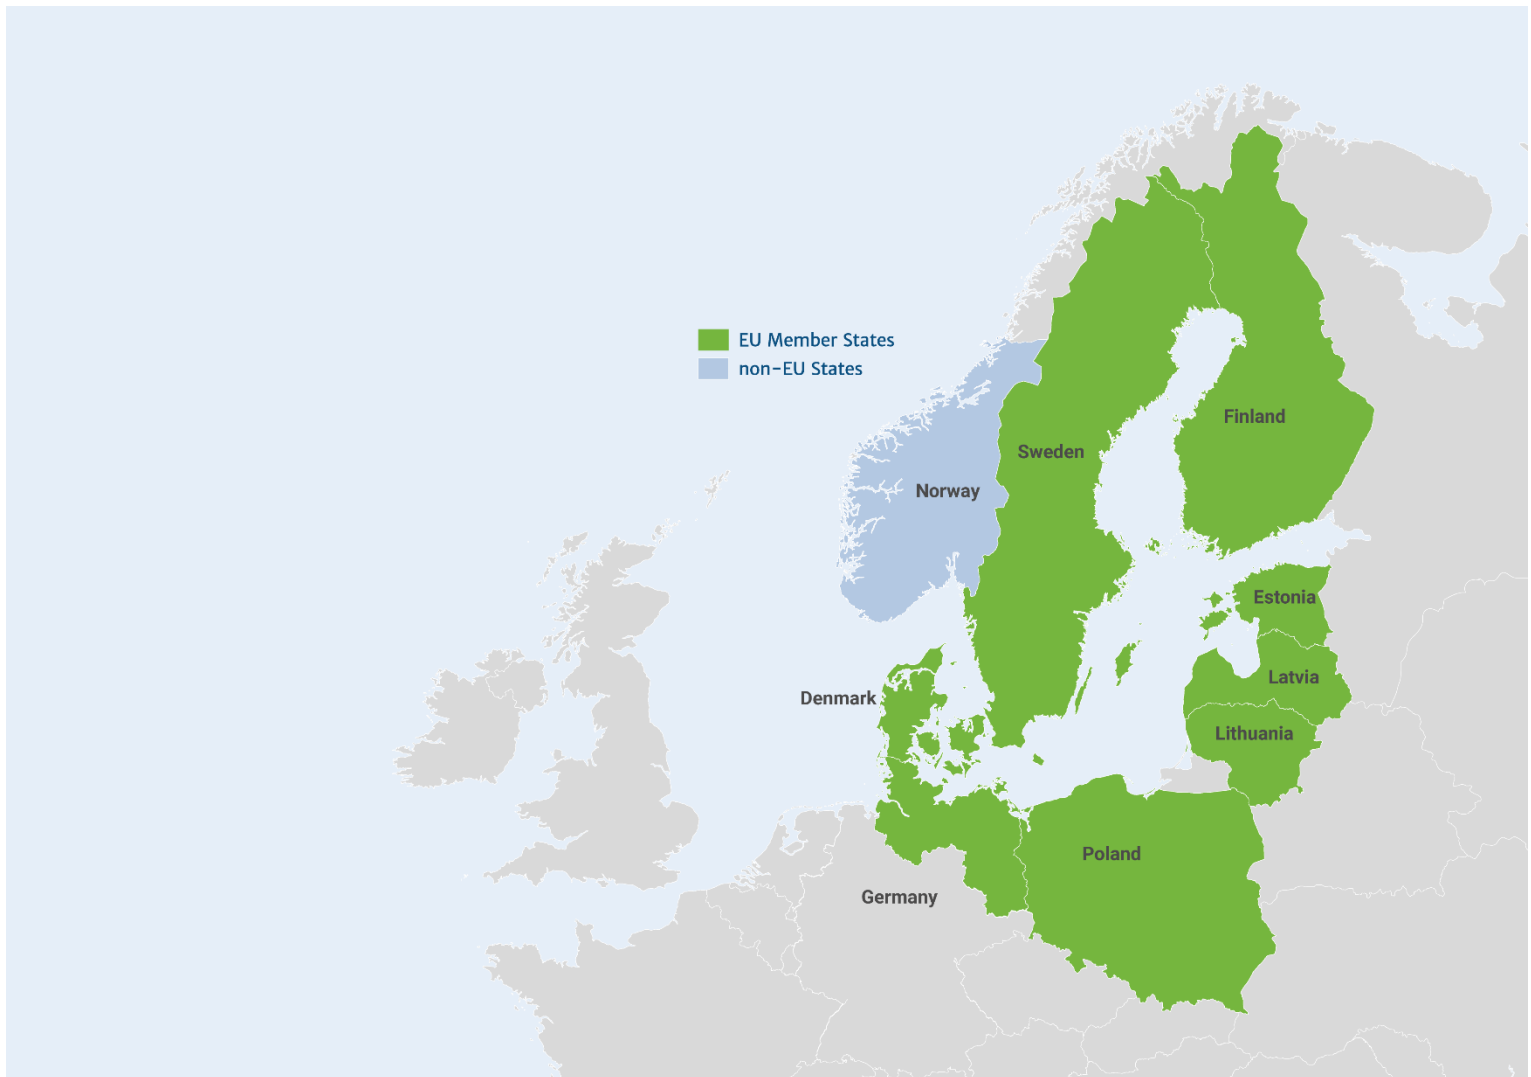 EU Member States
non-EU States
Finland
Sweden
Norway
Estonia
Latvia
Denmark
Lithuania
Poland
Germany